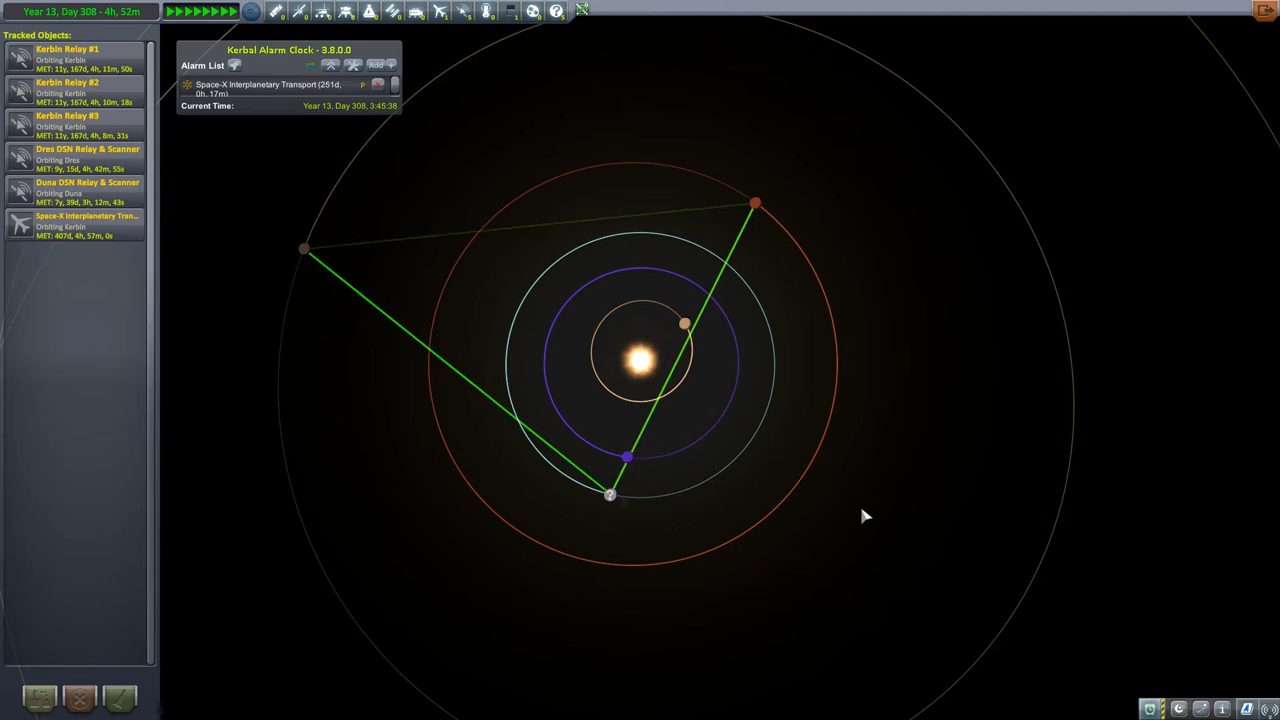 Year 13, Day 308 - 4h, 52m
Tracked Objects:
Kerbin Relay #1
Orbiting Kerbin
MET: 11y, 167d, 4h, 11m, 50s
Kerbin Relay #2
Orbiting Kerbin
MET: 11y, 167d, 4h, 10m, 18s
Kerbin Relay #3
Orbiting Kerbin
MET: 11y, 167d, 4h, 8m, 31s
Dres DSN Relay & Scanner
Orbiting Dres
MET: 9y, 15d, 4h, 42m, 55s
Duna DSN Relay & Scanner
Orbiting Duna
MET: 7y, 39d, 3h, 12m, 43s
Space-X Interplanetary Tran...
Orbiting Kerbin
MET: 407d, 4h, 57m, 0s
Kerbal Alarm Clock - 3.8.0.0
Alarm List
Add
Space-X Interplanetary Transport (251d,
0h, 17m)
P
Current Time:
Year 13, Day 308, 3:45:38
?